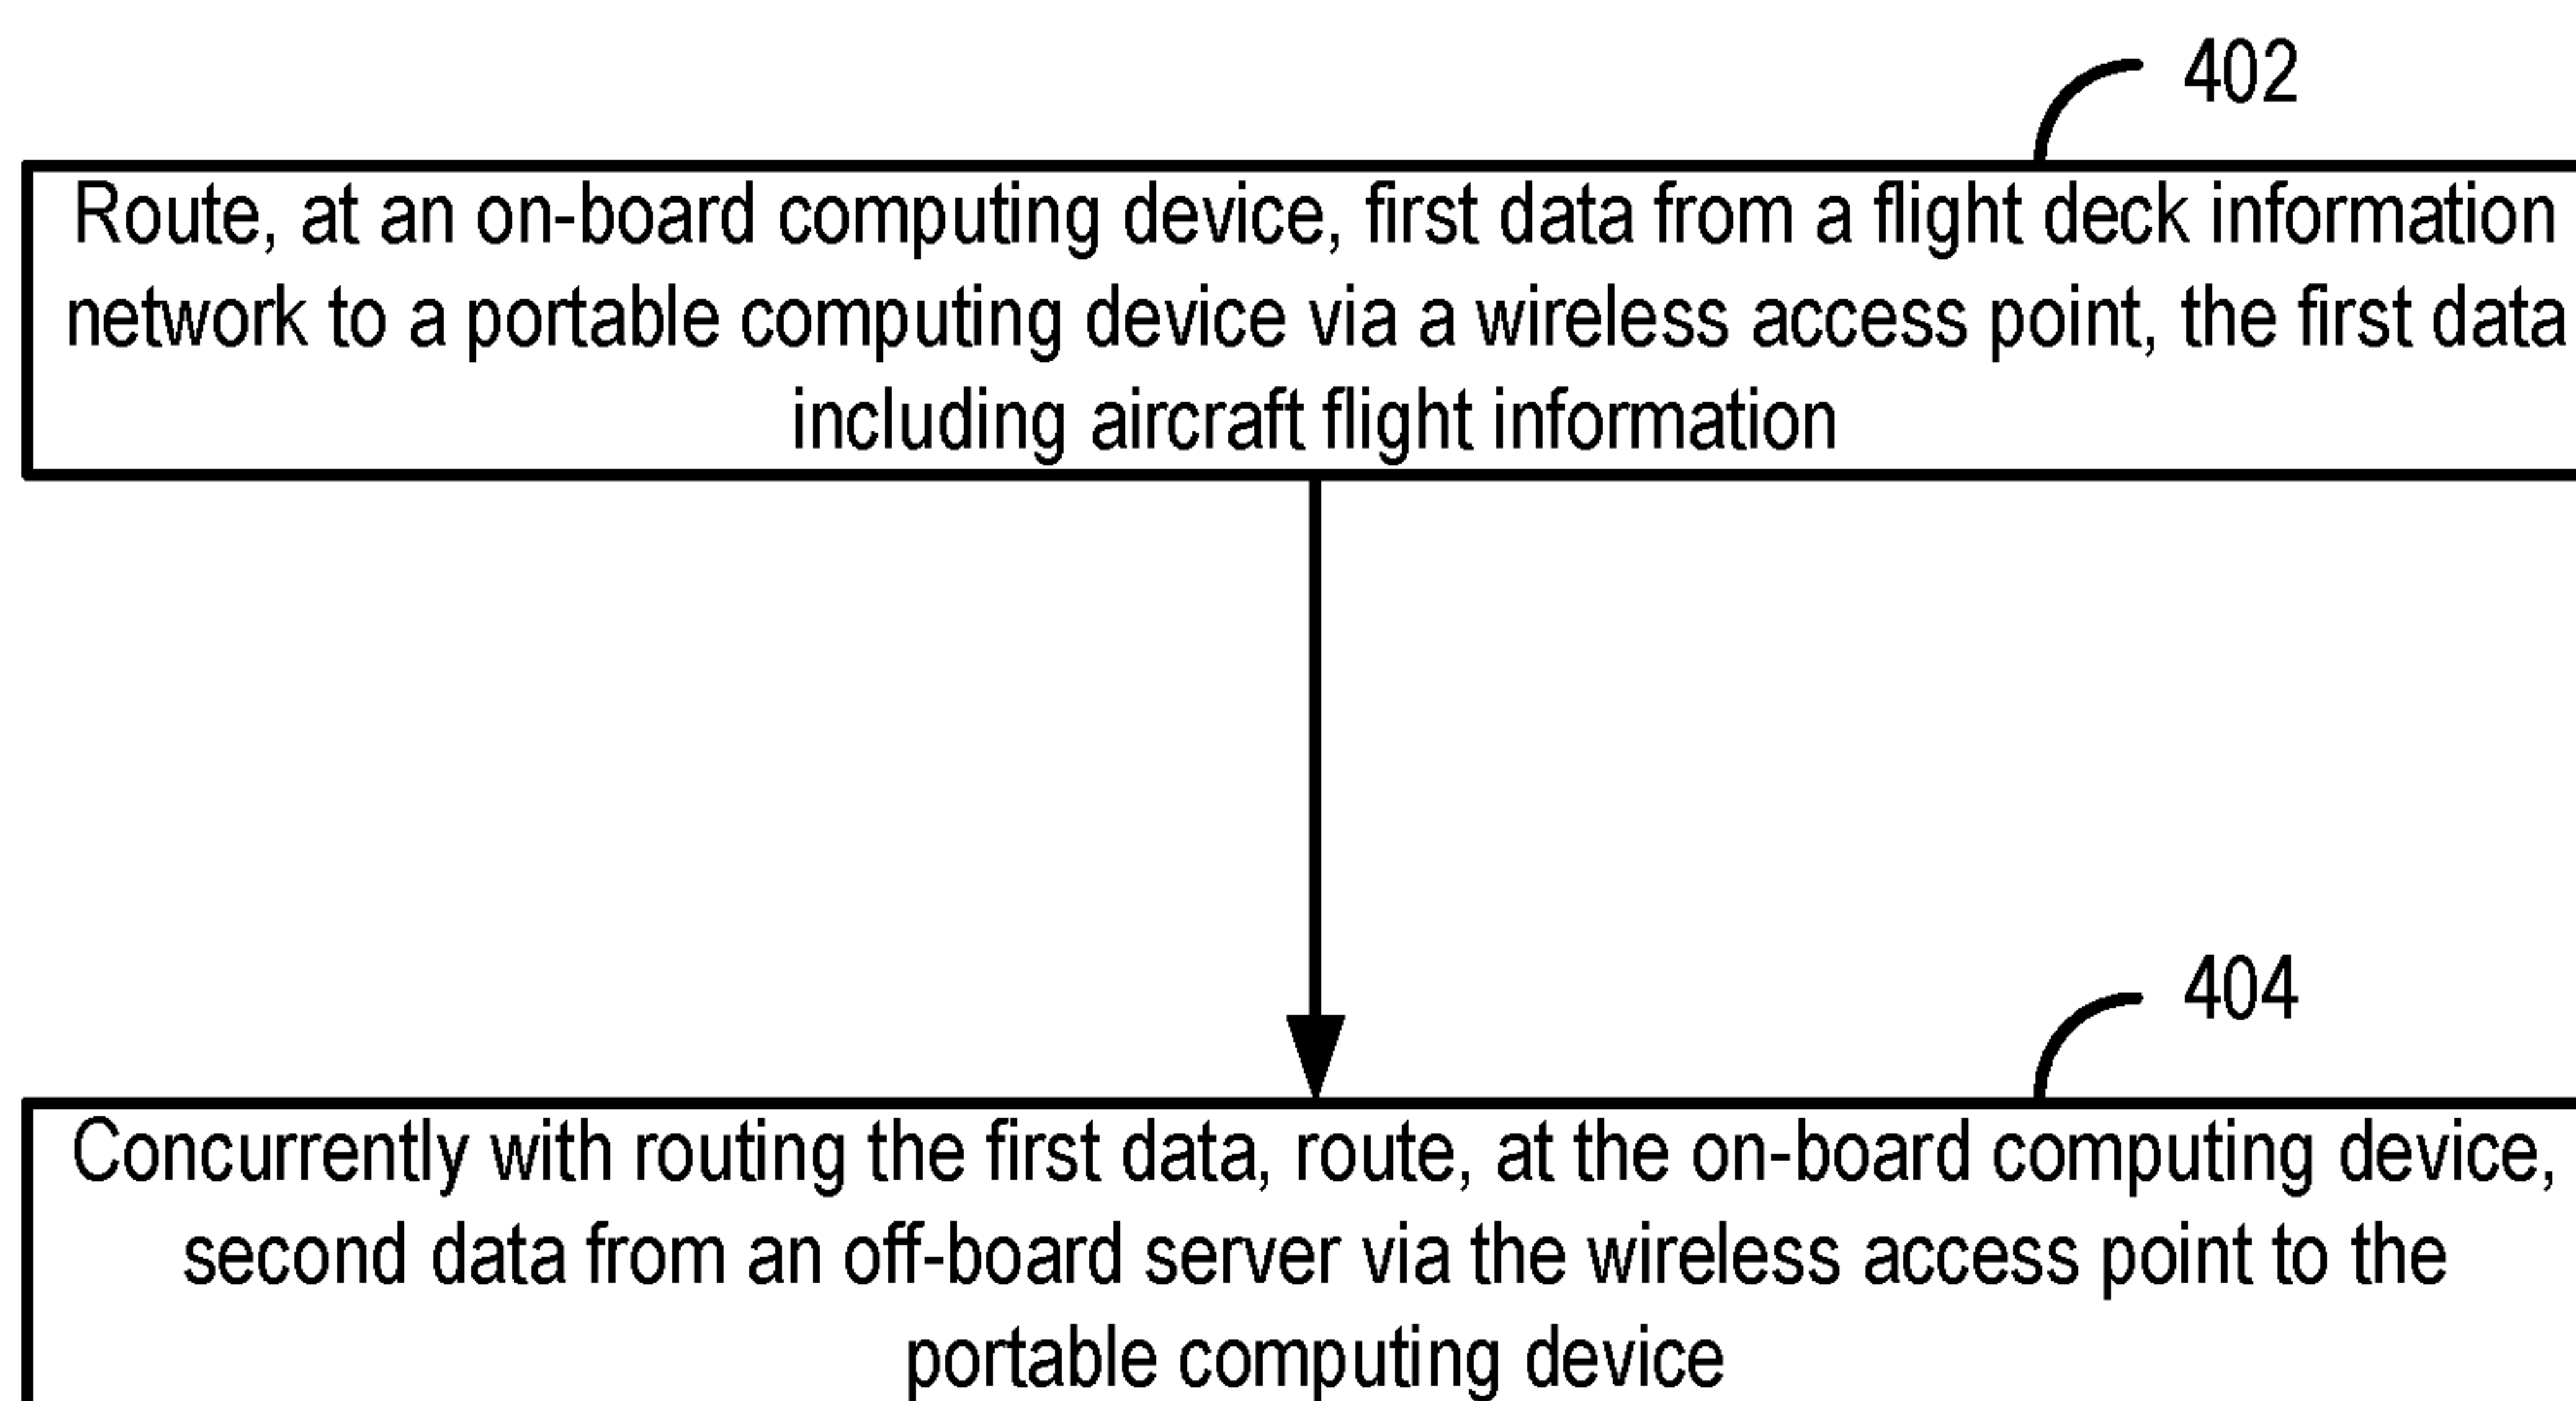 402
Route, at an on-board computing device, first data from a flight deck information
network to a portable computing device via a wireless access point, the first data
including aircraft flight information
404
Concurrently with routing the first data, route, at the on-board computing device,
second data from an off-board server via the wireless access point to the
portable computing device